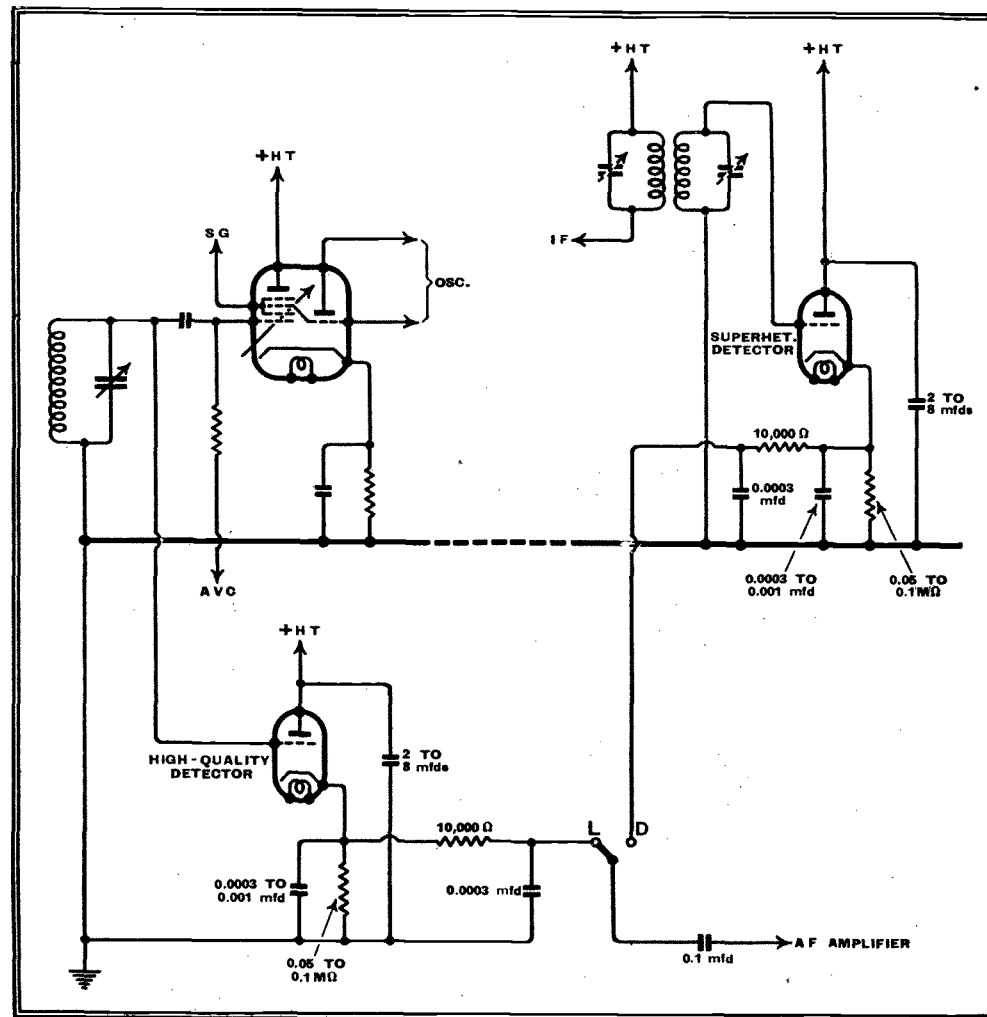 +HT
+HT
+HT
SG
OSC.
IF
SUPERHET.
DETECTOR
2 TO
8 mfds
10,000 Ω
0.0003
mfd
AVC
0.0003 TO
0.001 mfd
0.05 TO
0.1MΩ
+HT
HIGH-QUALITY
DETECTOR
2 TO
8 mfds
10,000 Ω
L
D
0.0003 TO
0.001 mfd
0.0003 mfd
0.05 TO
0.1MΩ
0.1 mfd
AF AMPLIFIER